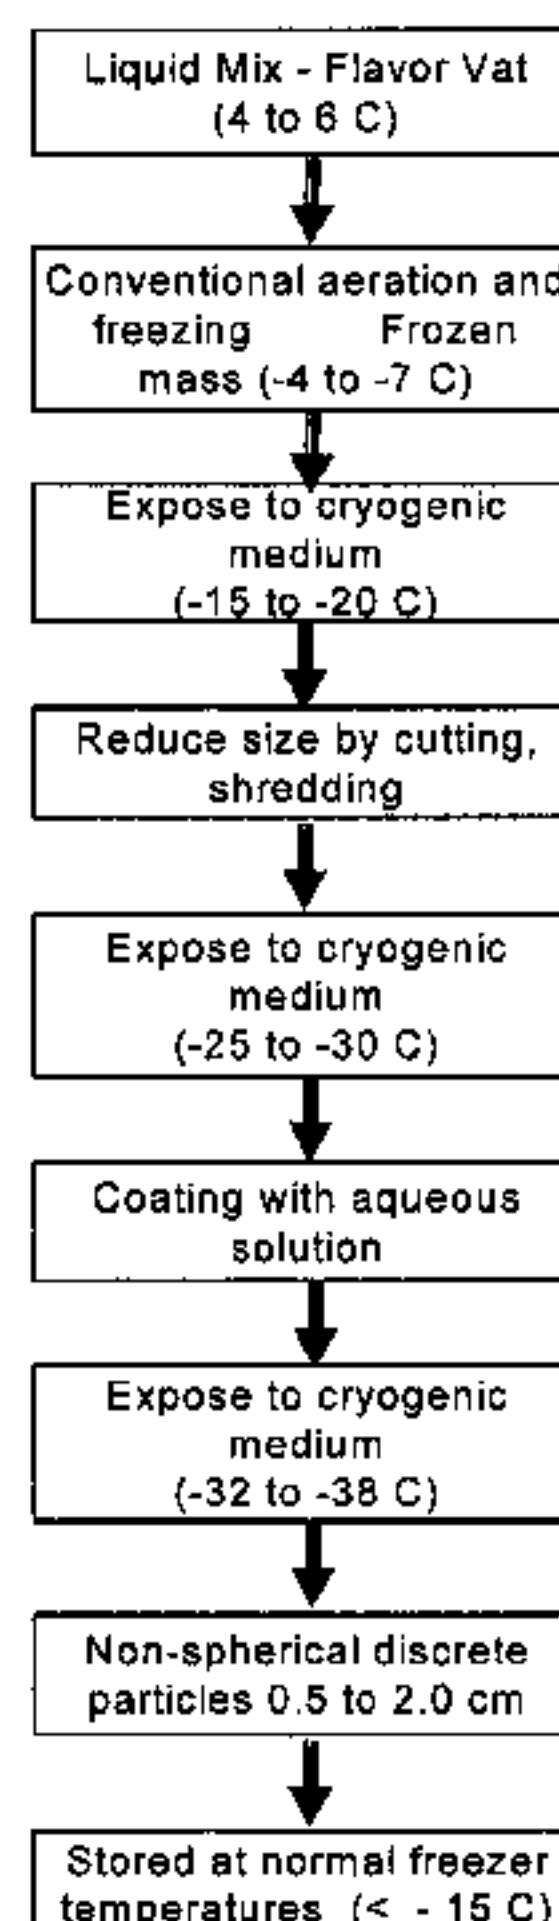 Liquid Mix - Flavor Vat
(4 to 6 C)
Conventional aeration and
freezing Frozen
mass (-4 to -7 C)
Expose to cryogenic
medium
(-15 to -20 C)
Reduce size by cutting,
shredding
Expose to cryogenic
medium
(-25 to -30 C)
Coating with aqueous
solution
Expose to cryogenic
medium
(-32 to -38 C)
Non-spherical discrete
particles 0.5 to 2.0 cm
Stored at normal freezer
temperatures (< - 15 C)